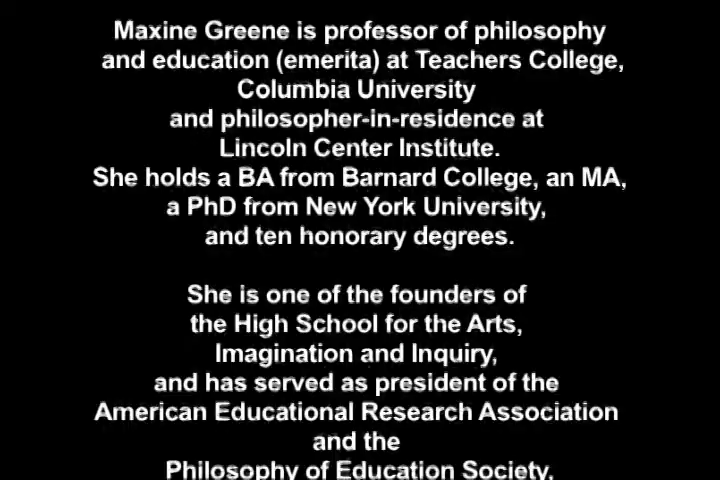 Maxine Greene is professor of philosophy
and education (emerita) at Teachers College,
Columbia University
and philosopher-in-residence at
Lincoln Center Institute.
She holds a BA from Barnard College, an MA,
a PhD from New York University,
and ten honorary degrees.
She is one of the founders of
the High School for the Arts,
Imagination and Inquiry,
and has served as president of the
American Educational Research Association
and the
Philosophy of Education Society,